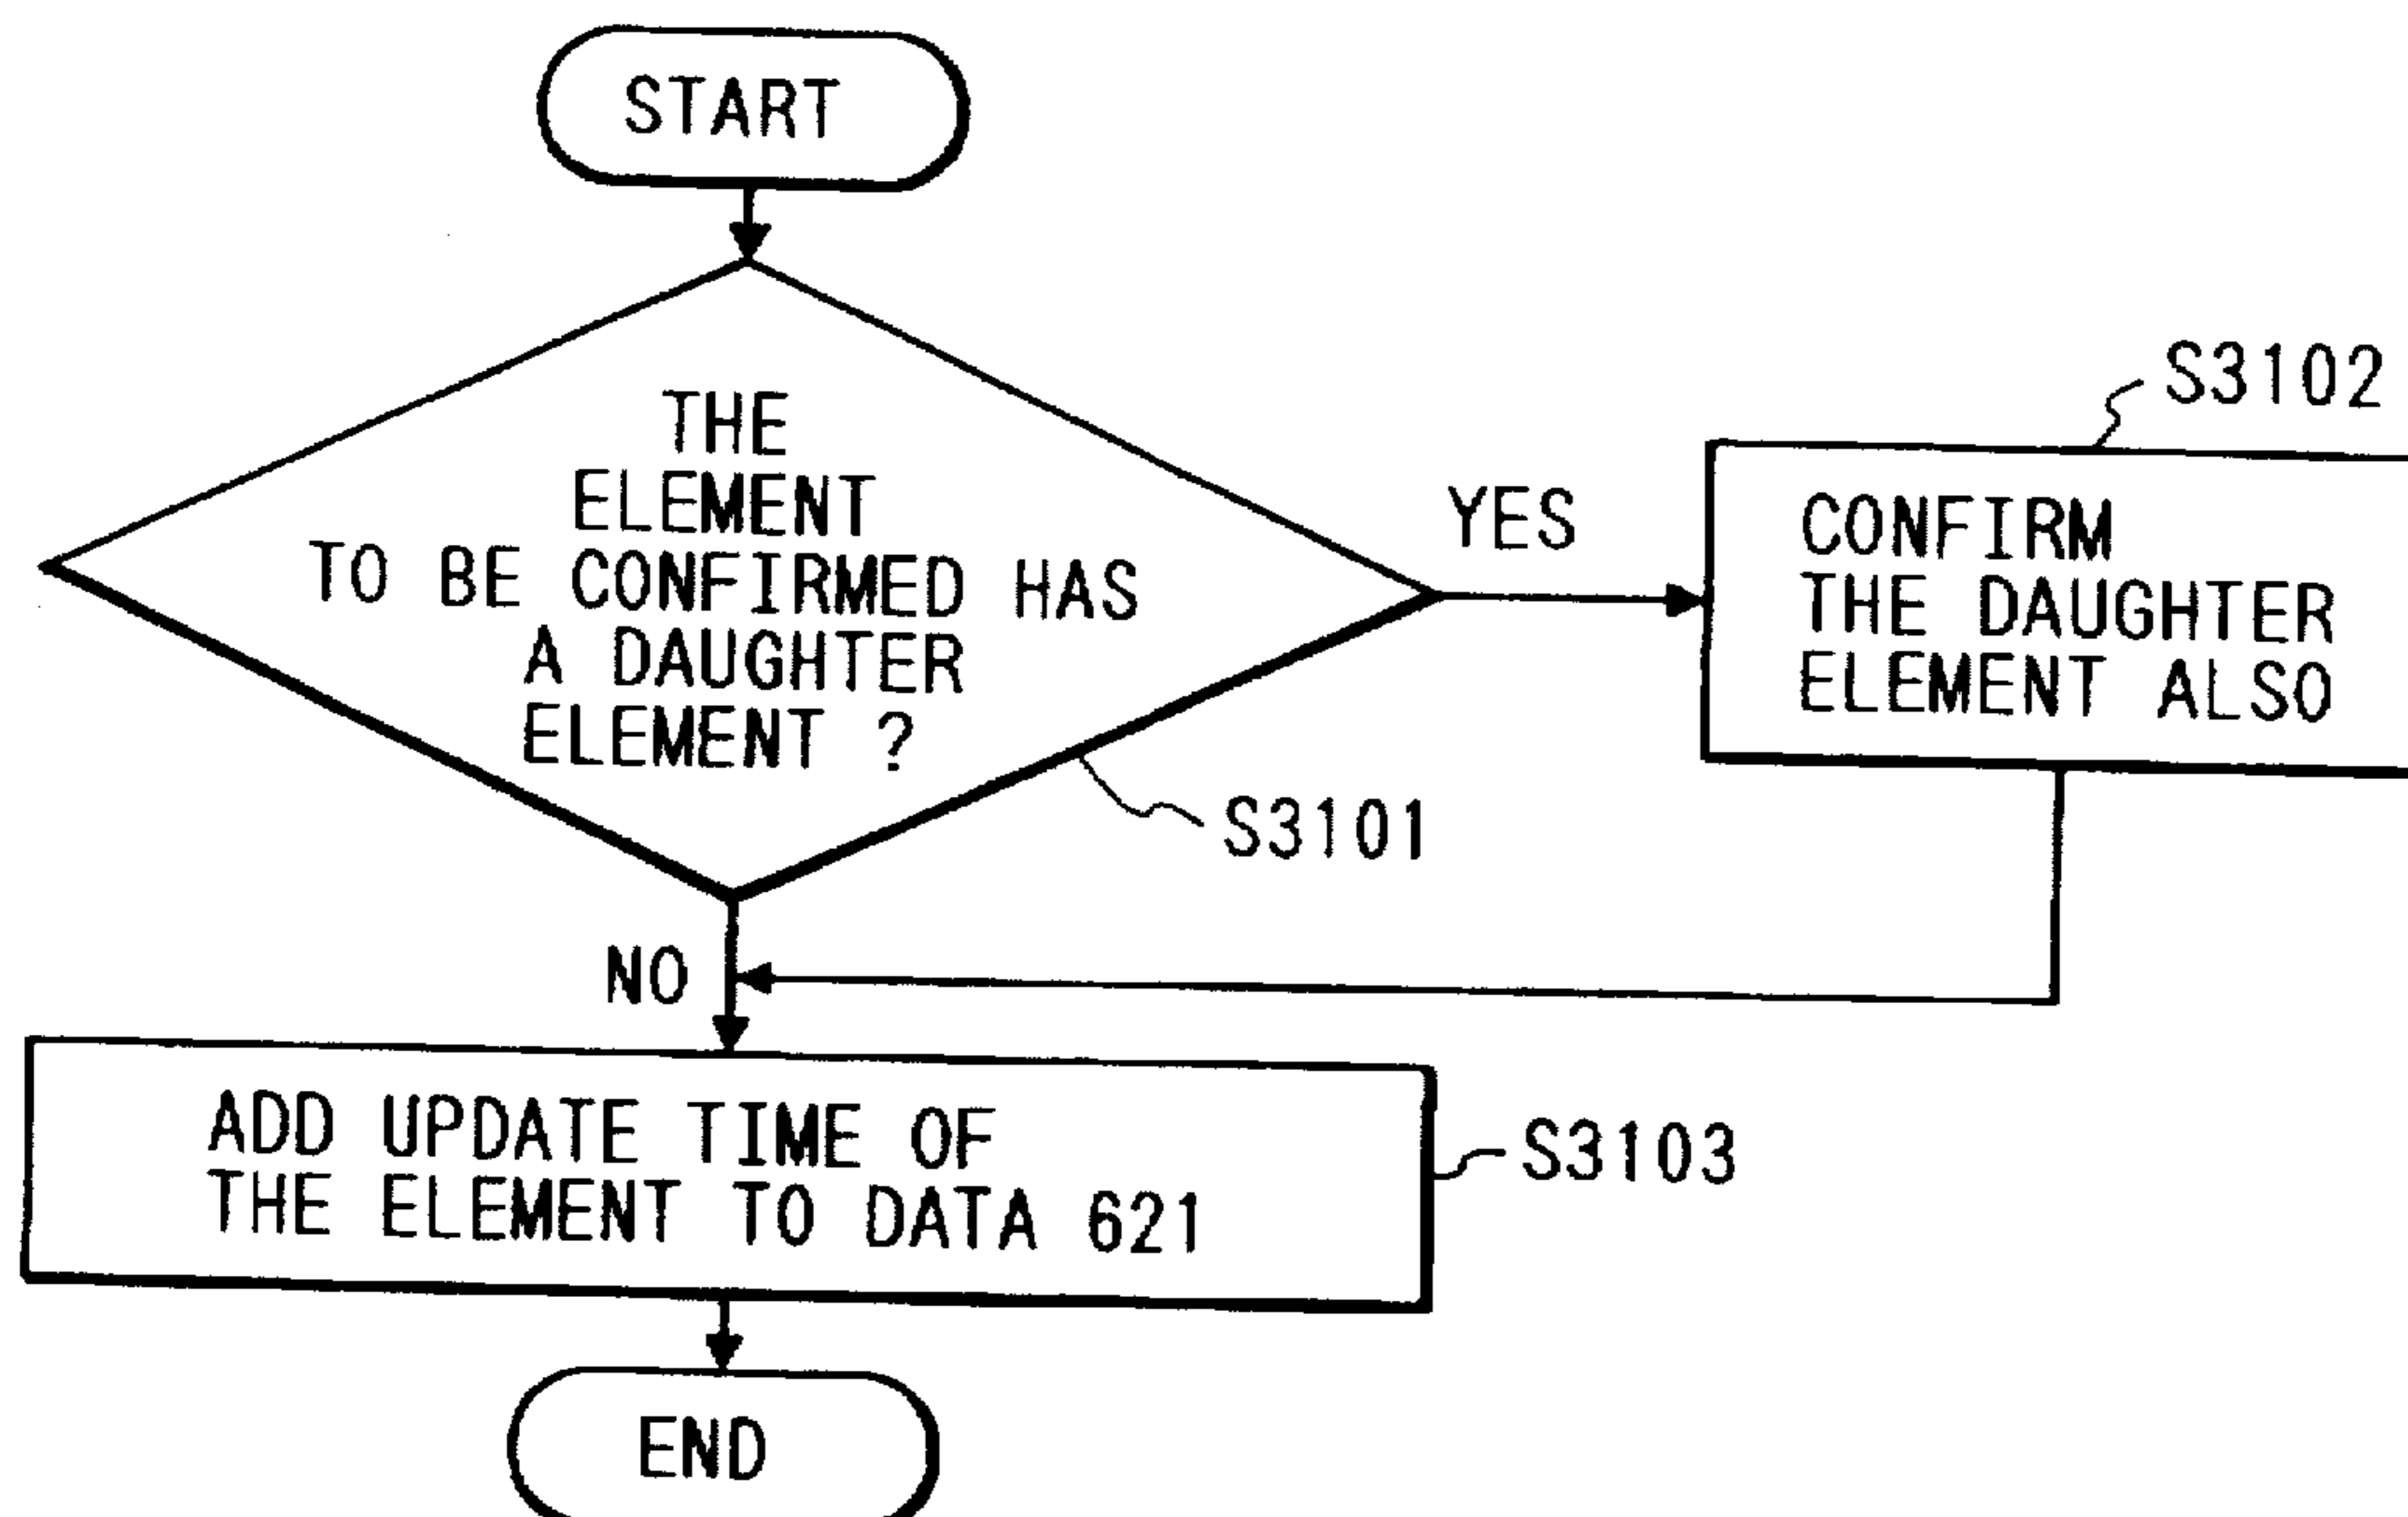 START
THE
ELEMENT
TO BE CONFIRMED HAS
A DAUGHTER
ELEMENT ?
YES
S3102
CONFIRM
THE DAUGHTER
ELEMENT ALSO
S3101
NO
ADD UPDATE TIME OF
THE ELEMENT TO DATA 621
S3103
END